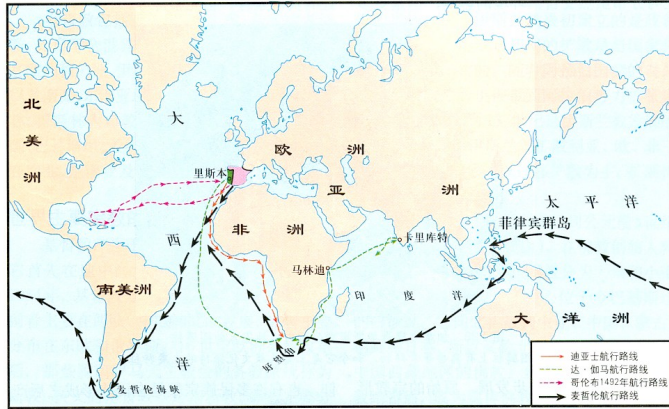 北美洲
大西洋
欧洲
亚洲
里斯本
太平洋
菲律宾群岛
非洲
卡里库特
马林迪
印度洋
南美洲
大洋洲
好望角
麦哲伦海峡
迪亚士航行路线
达·伽马航行路线
哥伦布1492年航行路线
麦哲伦航行路线